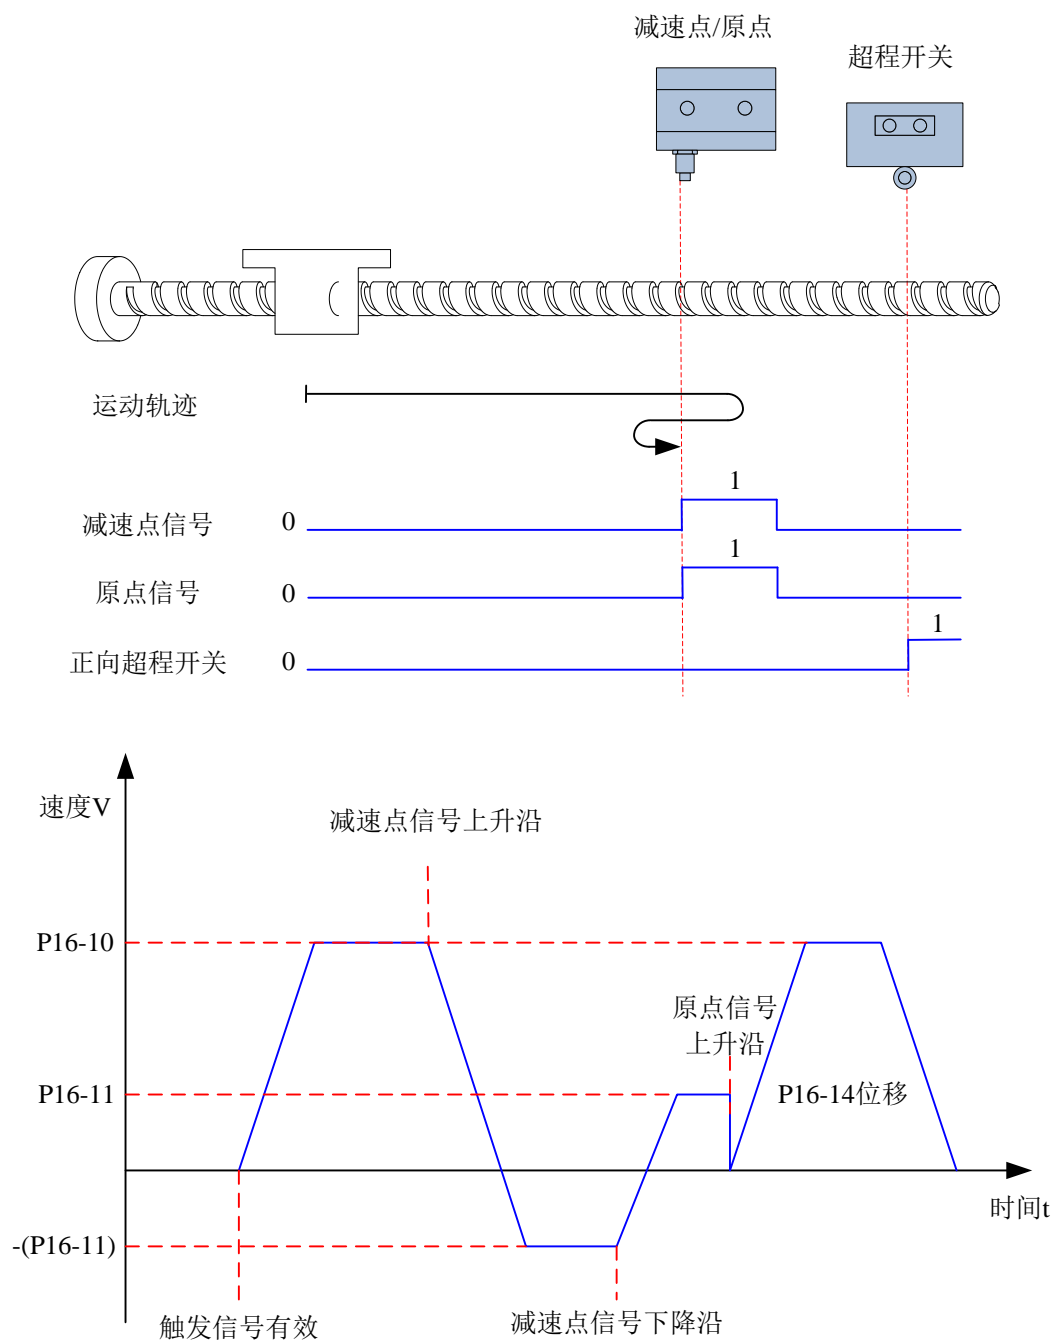 减速点/原点
超程开关
运动轨迹
1
减速点信号
0
1
原点信号
0
1
正向超程开关
0
速度V
减速点信号上升沿
P16-10
原点信号
上升沿
P16-11
P16-14位移
时间t
-(P16-11)
触发信号有效
减速点信号下降沿